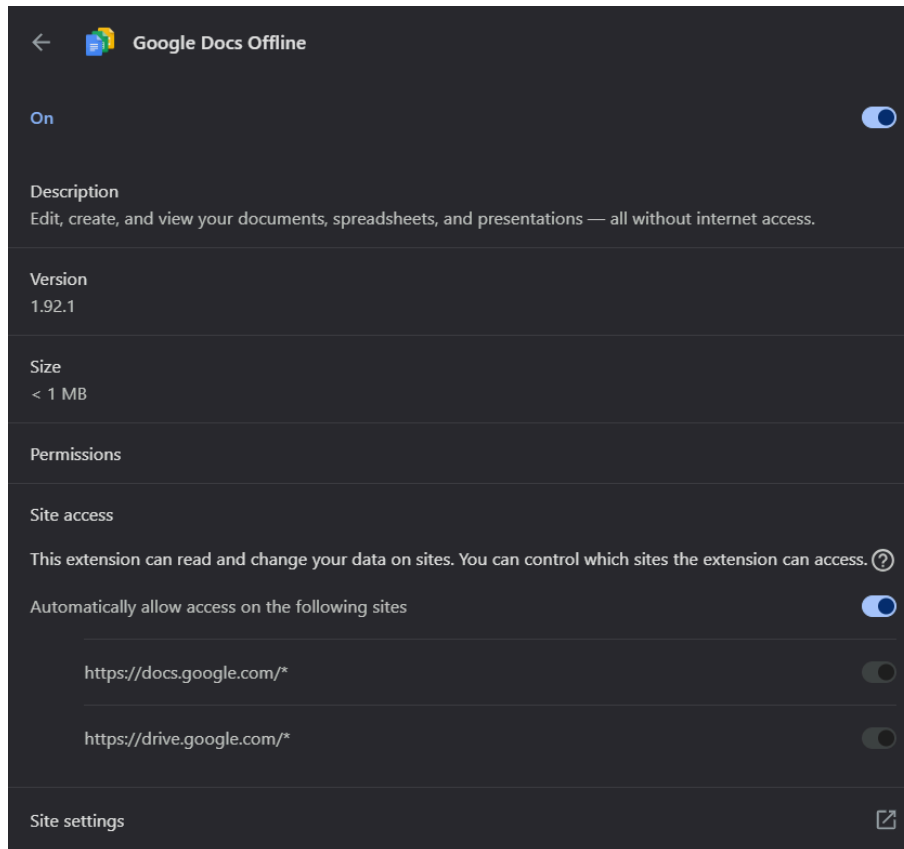 Google Docs Offline
On
Description
Edit, create, and view your documents, spreadsheets, and presentations — all without internet access.
Version
1.92.1
Size
< 1 MB
Permissions
Site access
This extension can read and change your data on sites. You can control which sites the extension can access.
Automatically allow access on the following sites
https://docs.google.com/*
https://drive.google.com/*
Site settings